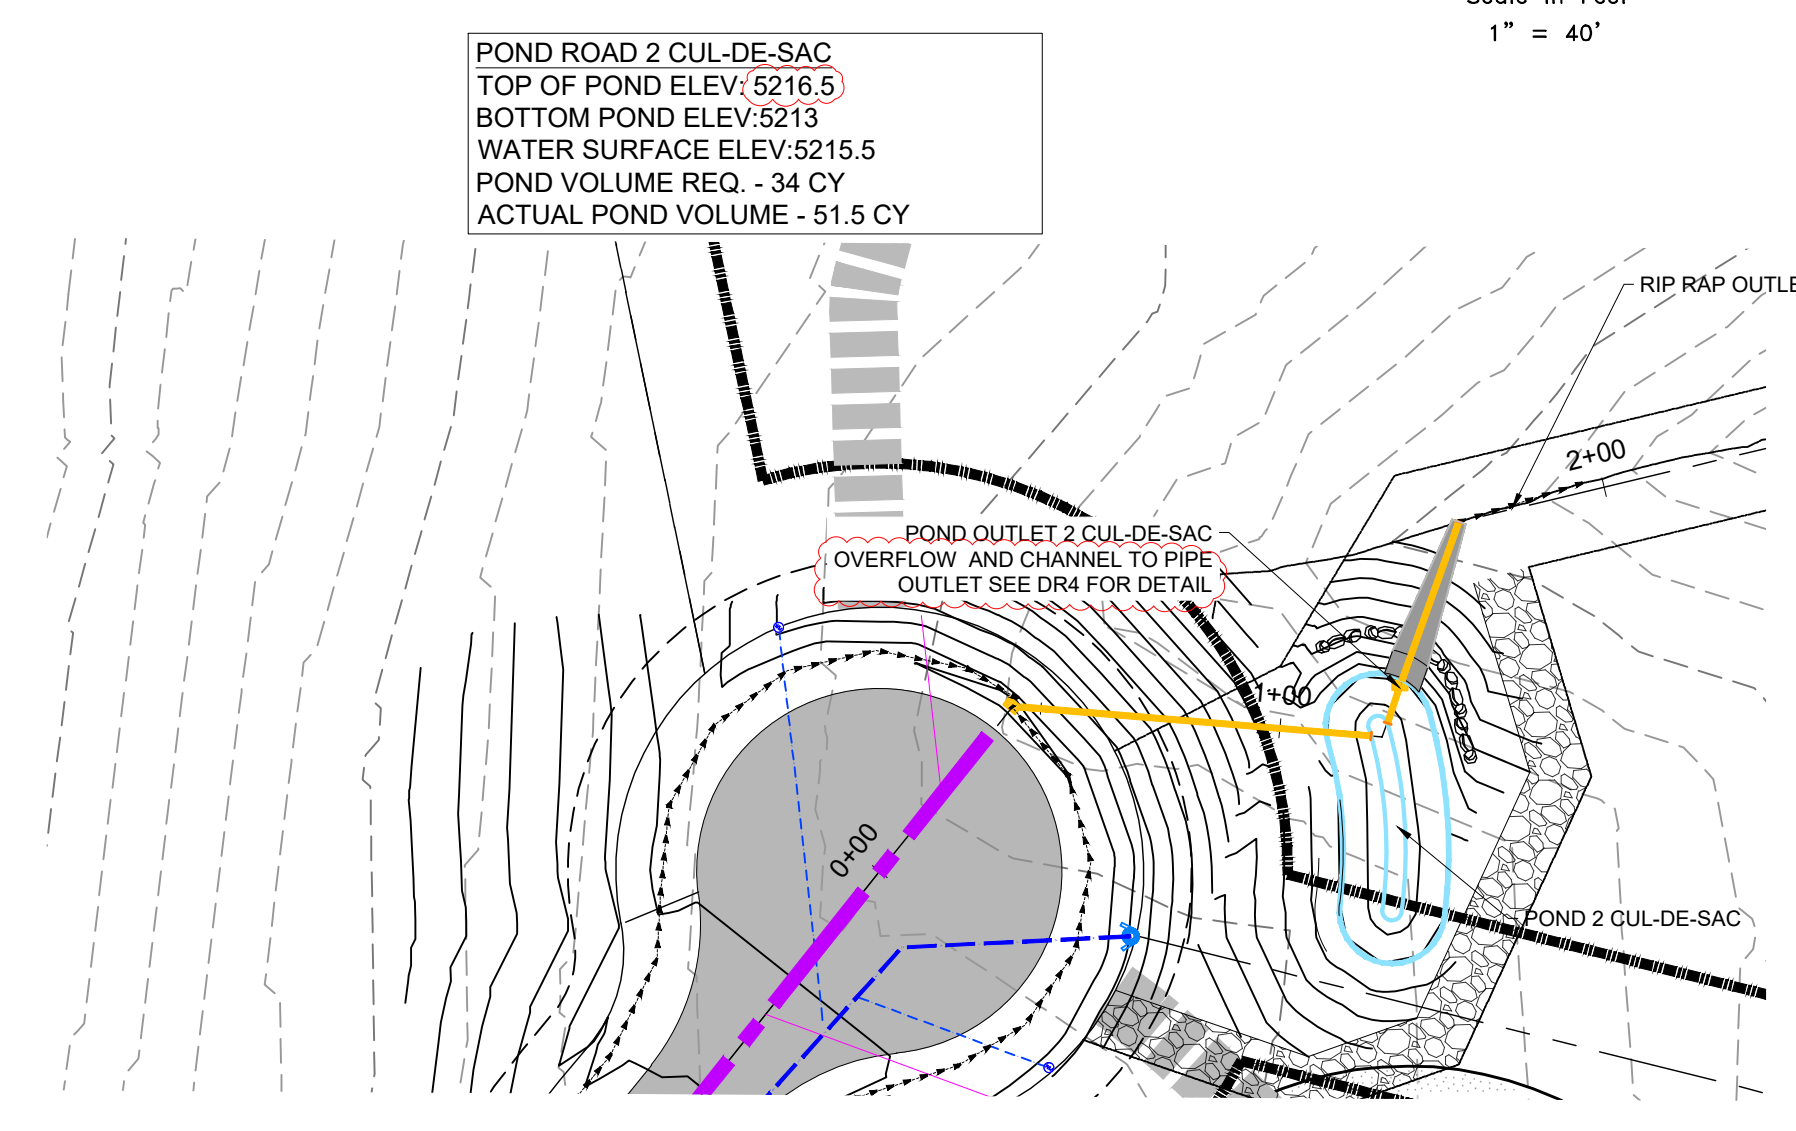 1" = 40'
POND ROAD 2 CUL-DE-SAC
TOP OF POND ELEV: 5216.5
BOTTOM POND ELEV:5213
WATER SURFACE ELEV:5215.5
POND VOLUME REQ. - 34 CY
ACTUAL POND VOLUME - 51.5 CY
RIP RAP OUTLE
2+00
POND OUTLET 2 CUL-DE-SAC
OVERFLOW AND CHANNEL TO PIPE
OUTLET SEE DR4 FOR DETAIL
1+00
0+00
POND 2 CUL-DE-SAC